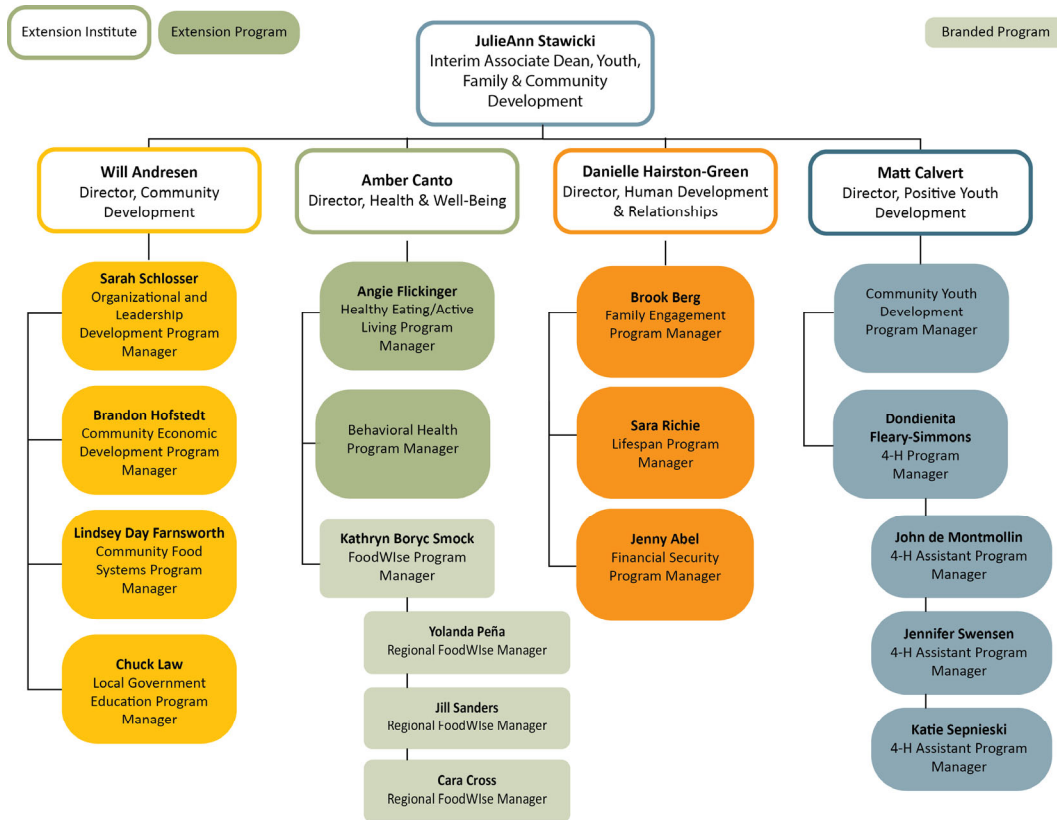 Extension Institute
Extension Program
Branded Program
JulieAnn Stawicki
Interim Associate Dean, Youth,
Family & Community
Development
Will Andresen
Director, Community
Development
Amber Canto
Director, Health & Well-Being
Danielle Hairston-Green
Director, Human Development
& Relationships
Matt Calvert
Director, Positive Youth
Development
Sarah Schlosser
Organizational and
Leadership
Development Program
Manager
Brandon Hofstedt
Community Economic
Development Program
Manager
Lindsey Day Farnsworth
Community Food
Systems Program
Manager
Chuck Law
Local Government
Education Program
Manager
Angie Flickinger
Healthy Eating/Active
Living Program
Manager
Behavioral Health
Program Manager
Kathryn Boryc Smock
FoodWIse Program
Manager
Yolanda Peña
Regional FoodWIse Manager
Jill Sanders
Regional FoodWIse Manager
Cara Cross
Regional FoodWIse Manager
Brook Berg
Family Engagement
Program Manager
Sara Richie
Lifespan Program
Manager
Jenny Abel
Financial Security
Program Manager
Community Youth
Development
Program Manager
Dondienita
Fleary-Simmons
4-H Program
Manager
John de Montmollin
4-H Assistant Program
Manager
Jennifer Swensen
4-H Assistant Program
Manager
Katie Sepnieski
4-H Assistant Program
Manager